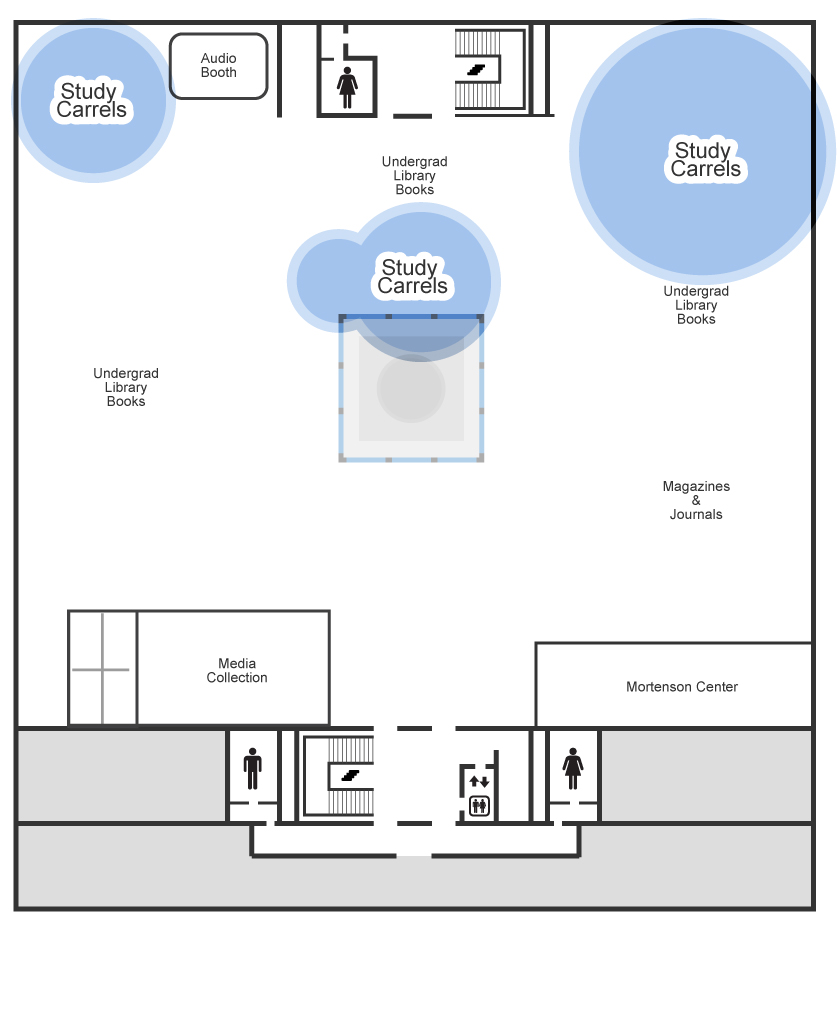 Audio
Booth
Study
Carrels
Study
Carrels
Undergrad
Library
Books
Study
Carrels
Undergrad
Library
Books
Undergrad
Library
Books
Magazines
&
Journals
Media
Collection
Mortenson Center